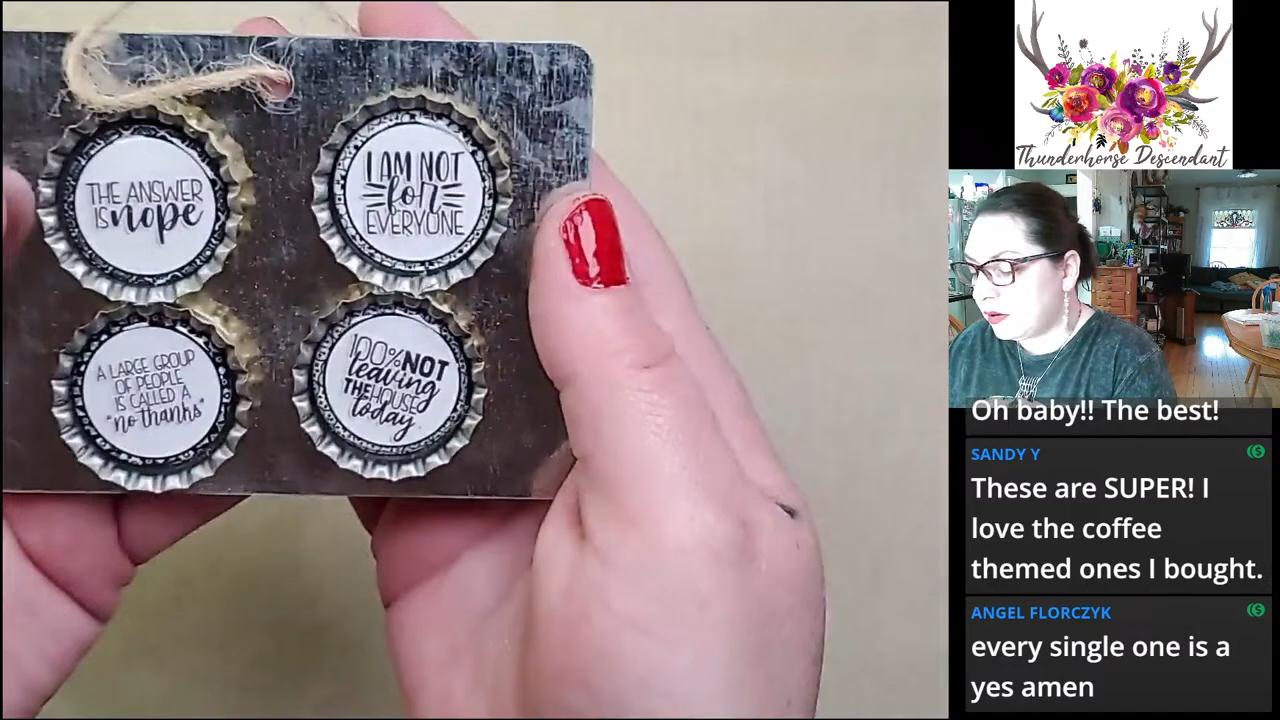 THE ANSWER
IS nope
I AM NOT
for
EVERYONE
A LARGE GROUP
OF PEOPLE
IS CALLED A
"no thanks"
100% NOT
leaving
THE HOUSE
today
Thunderhorse Descendant
Oh baby!! The best!
SANDY Y
These are SUPER! I
love the coffee
themed ones I bought.
ANGEL FLORCZYK
every single one is a
yes amen